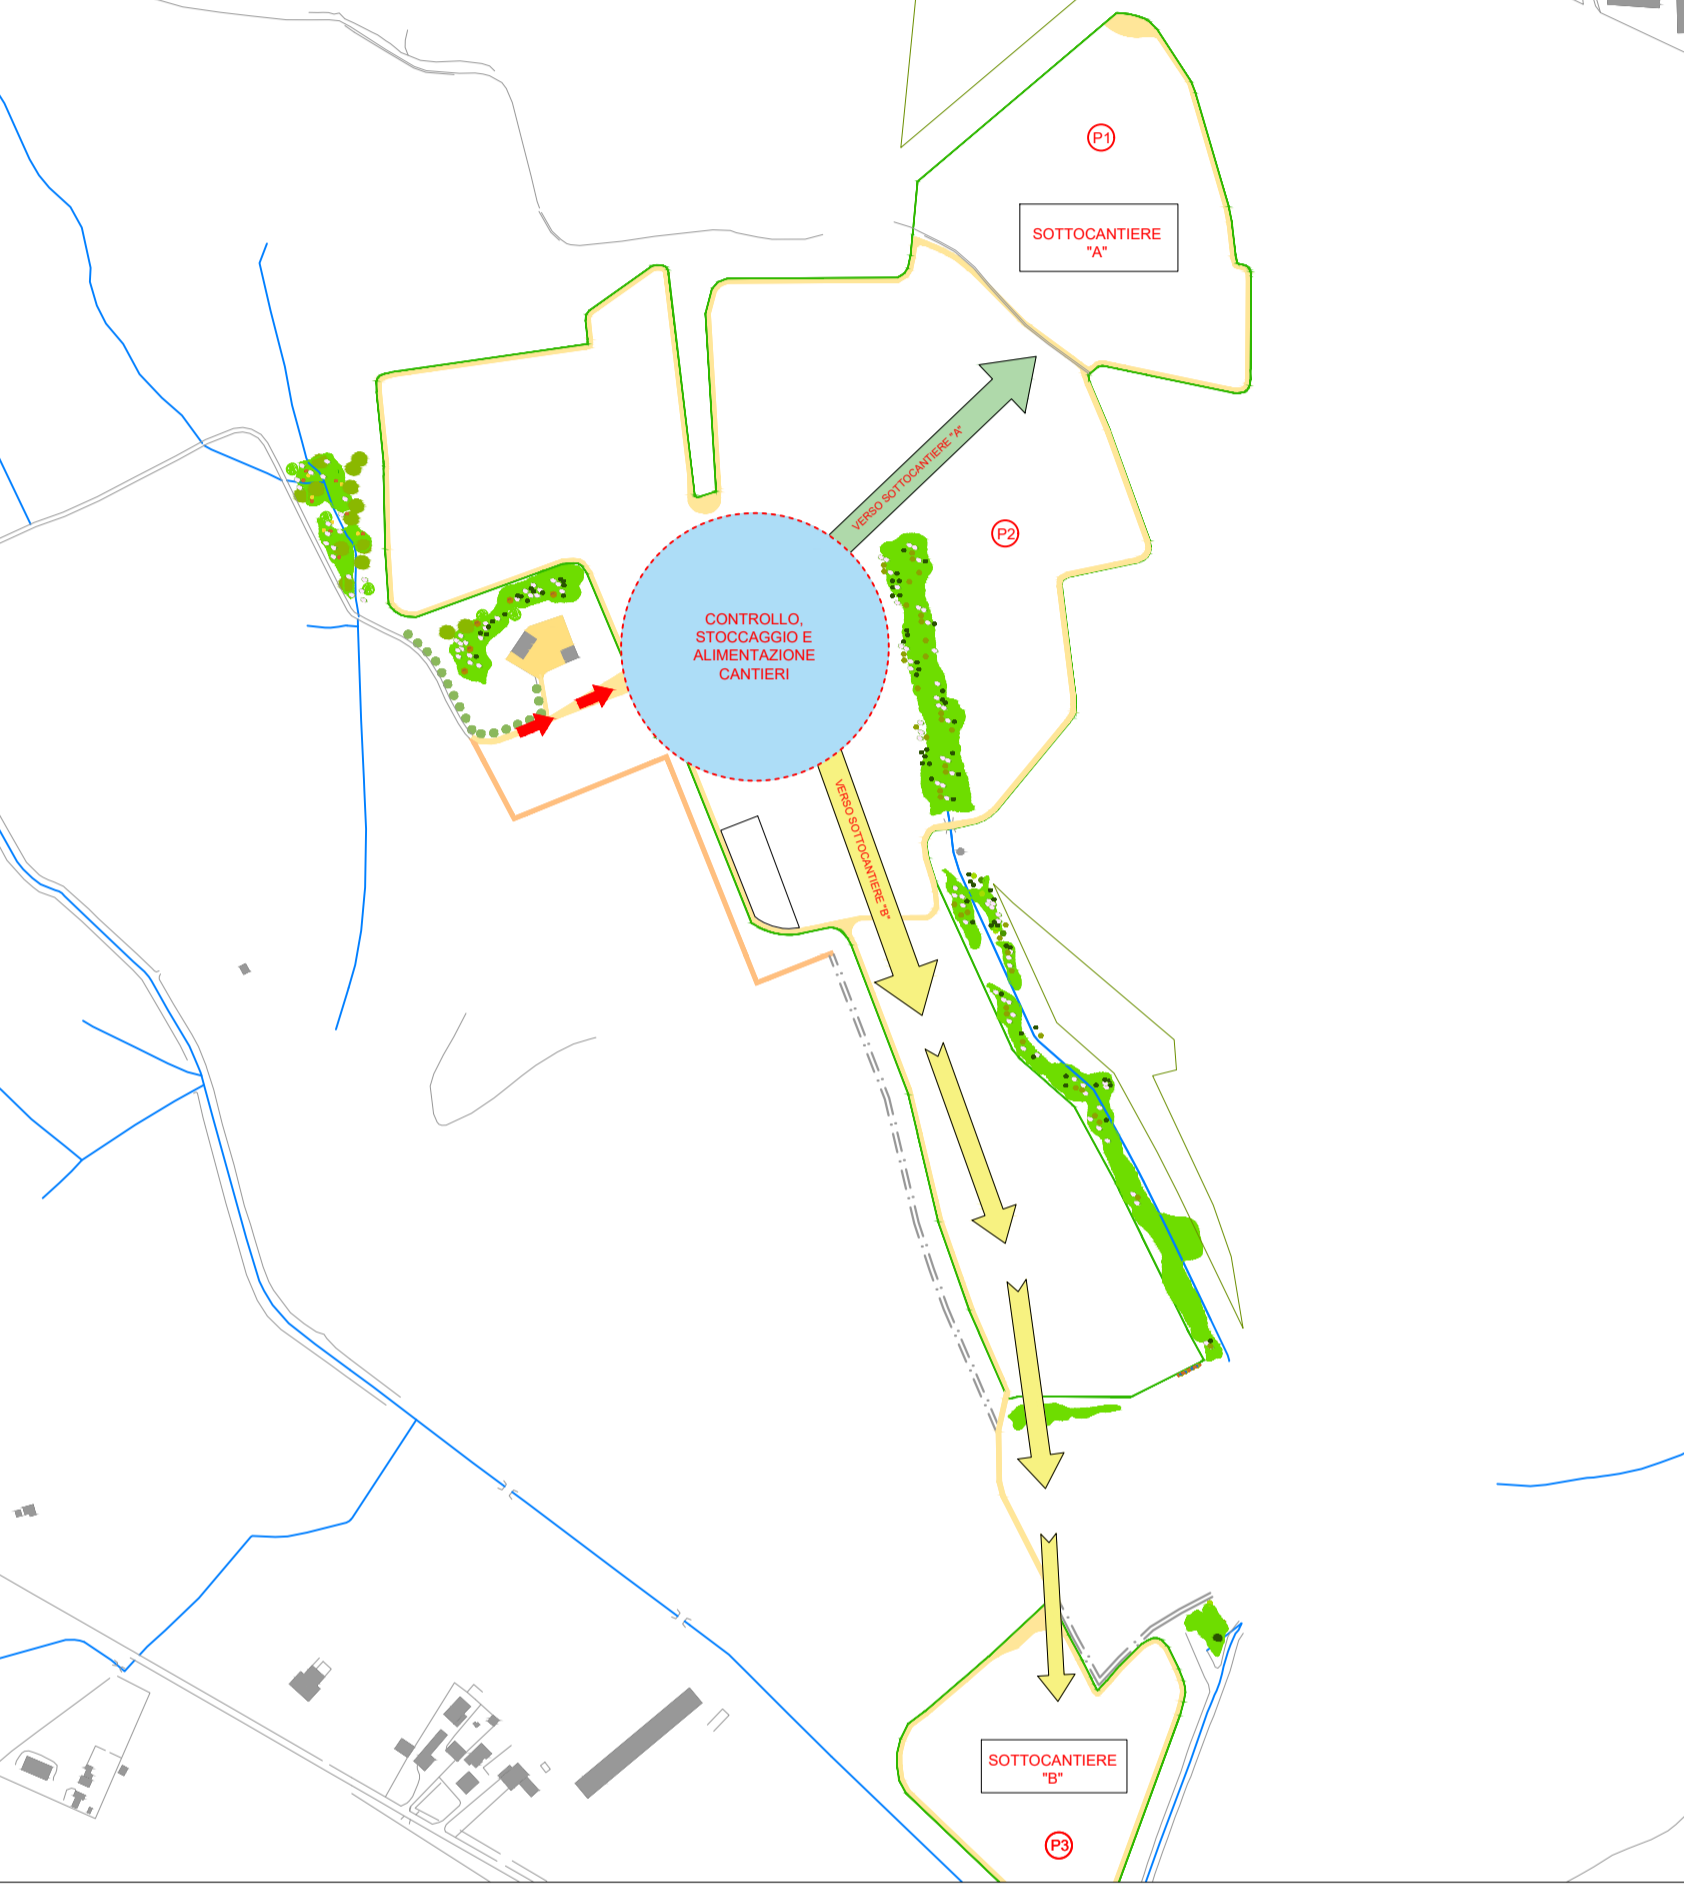 P1
SOTTOCANTIERE
"A"
VERSO SOTTOCANTIERE "A"
P2
CONTROLLO,
STOCCAGGIO E
ALIMENTAZIONE
CANTIERI
VERSO SOTTOCANTIERE "B"
SOTTOCANTIERE
"B"
P3